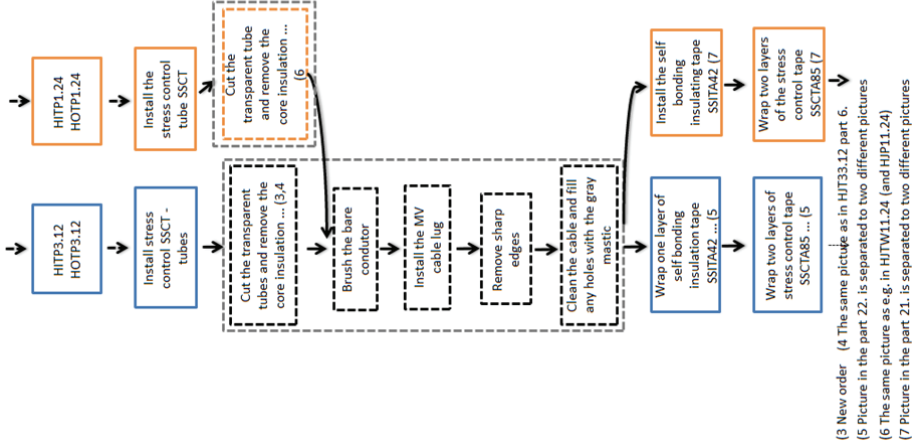 HITP3.12
HOTP3.12
Install stress
control SSCT -
tubes
Cut the transparent
tubes and remove the
core insulation ... (3,4
Brush the bare
condutor
Install the MV
cable lug
Remove sharp
edges
Clean the cable and fill
any holes with the gray
mastic
Wrap one layer of
self bonding
insulation tape
SSITA42 ... (5
Wrap two layers of
stress control tape
SSCTA85 ... (5
HITP1.24
HOTP1.24
Install the
stress control
tube SSCT
Cut the
transparent tube
and remove the
core insulation ...
(6
Install the self
bonding
insulating tape
SSITA42 (7
Wrap two layers
of the stress
control tape
SSCTA85 (7
(3 New order (4 The same picture as in HJT33.12 part 6.
(5 Picture in the part 22. is separated to two different pictures
(6 The same picture as e.g. in HJTW11.24 (and HJP11.24)
(7 Picture in the part 21. is separated to two different pictures